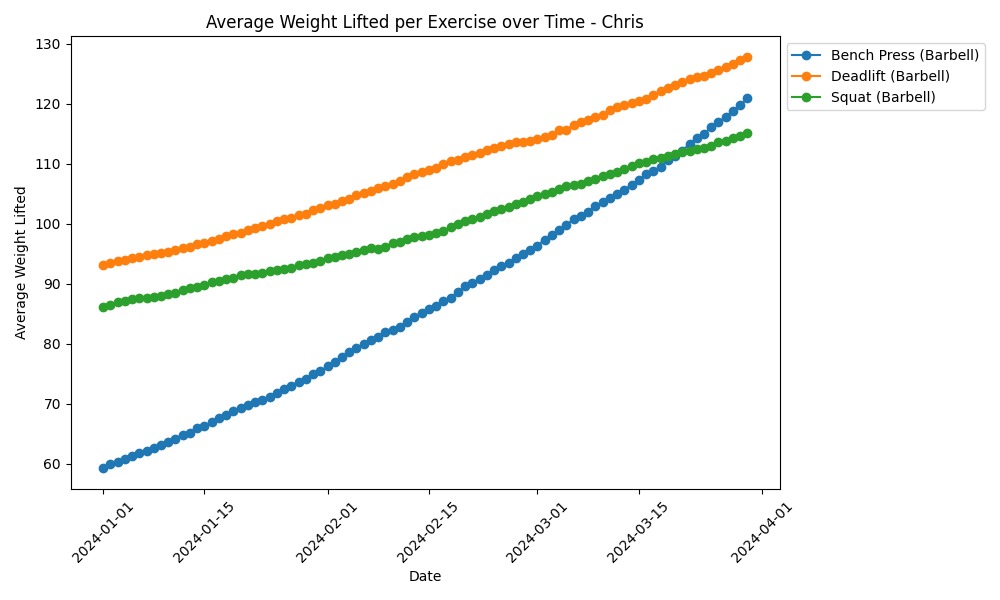 Average Weight Lifted per Exercise over Time - Chris
Bench Press (Barbell)
Deadlift (Barbell)
Squat (Barbell)
Average Weight Lifted
130
120
110
100
90
80
70
60
2024-01-01
2024-01-15
2024-02-01
2024-02-15
2024-03-01
2024-03-15
2024-04-01
Date